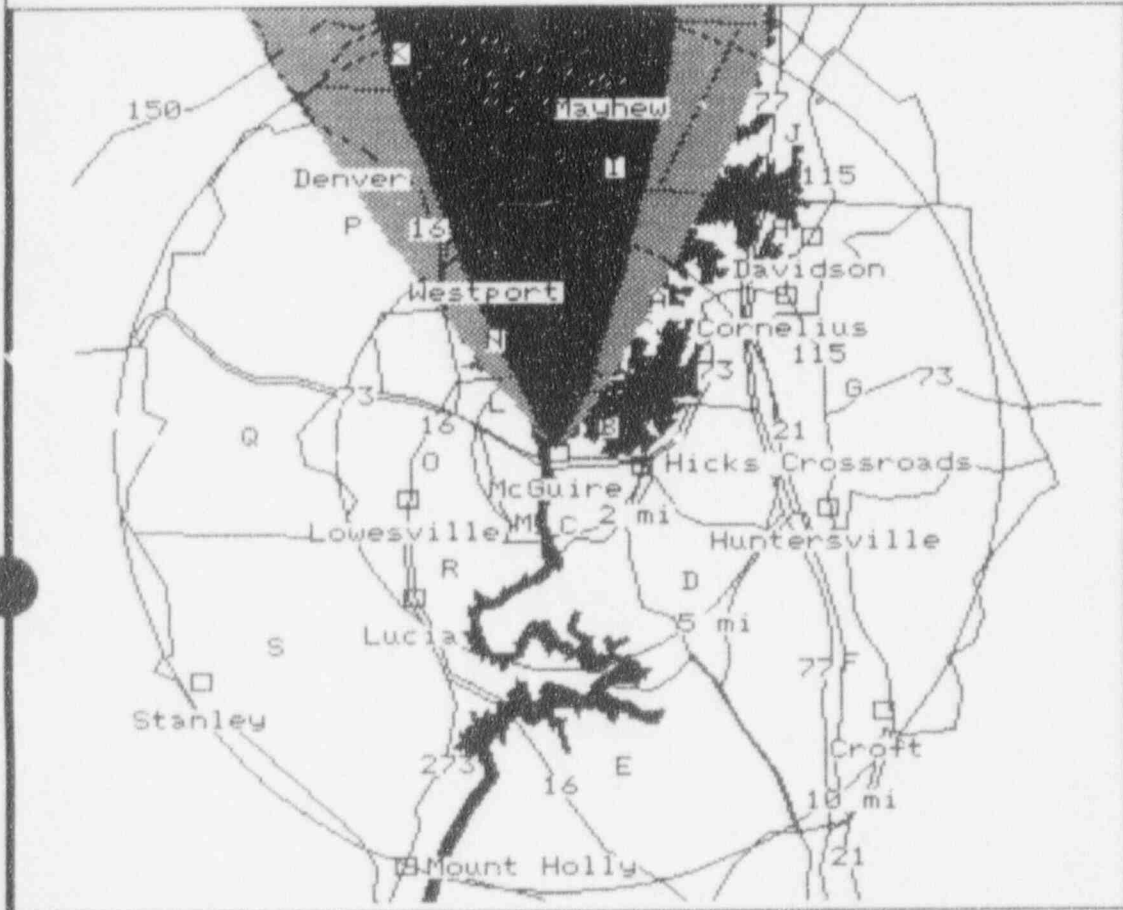 K
77
Mayhew
150
J
I
Denver
115
P
16
H
Davidson
Westport
A
Cornelius
N
115
73
73
G
73
L
16
B
21
Q
O
Hicks Crossroads
McGuire
2 mi
M
C
Lowesville
Huntersville
R
D
5 mi
Lucia
S
77
F
Stanley
Croft
273
E
16
10 mi
21
Mount Holly